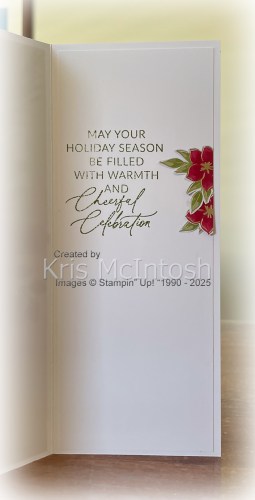 MAY YOUR
HOLIDAY SEASON
BE FILLED
WITH WARMTH
AND
Cheerful
Celebration
Created by
Kris McIntosh
Images © Stampin' Up! "1990 - 2025